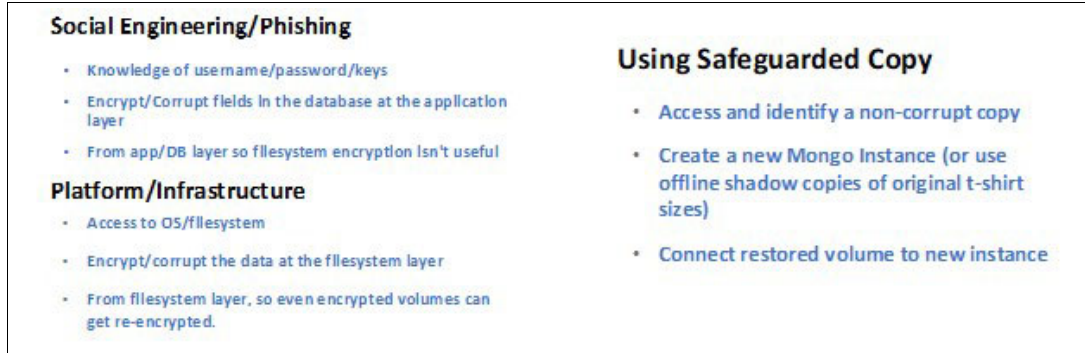 Social Engineering/Phishing
• Knowledge of username/password/keys
• Encrypt/Corrupt fields in the database at the application
layer
• From app/DB layer so filesystem encryption isn't useful
Platform/Infrastructure
• Access to OS/filesystem
• Encrypt/corrupt the data at the filesystem layer
• From filesystem layer, so even encrypted volumes can
get re-encrypted.
Using Safeguarded Copy
• Access and identify a non-corrupt copy
• Create a new Mongo Instance (or use
offline shadow copies of original t-shirt
sizes)
• Connect restored volume to new instance